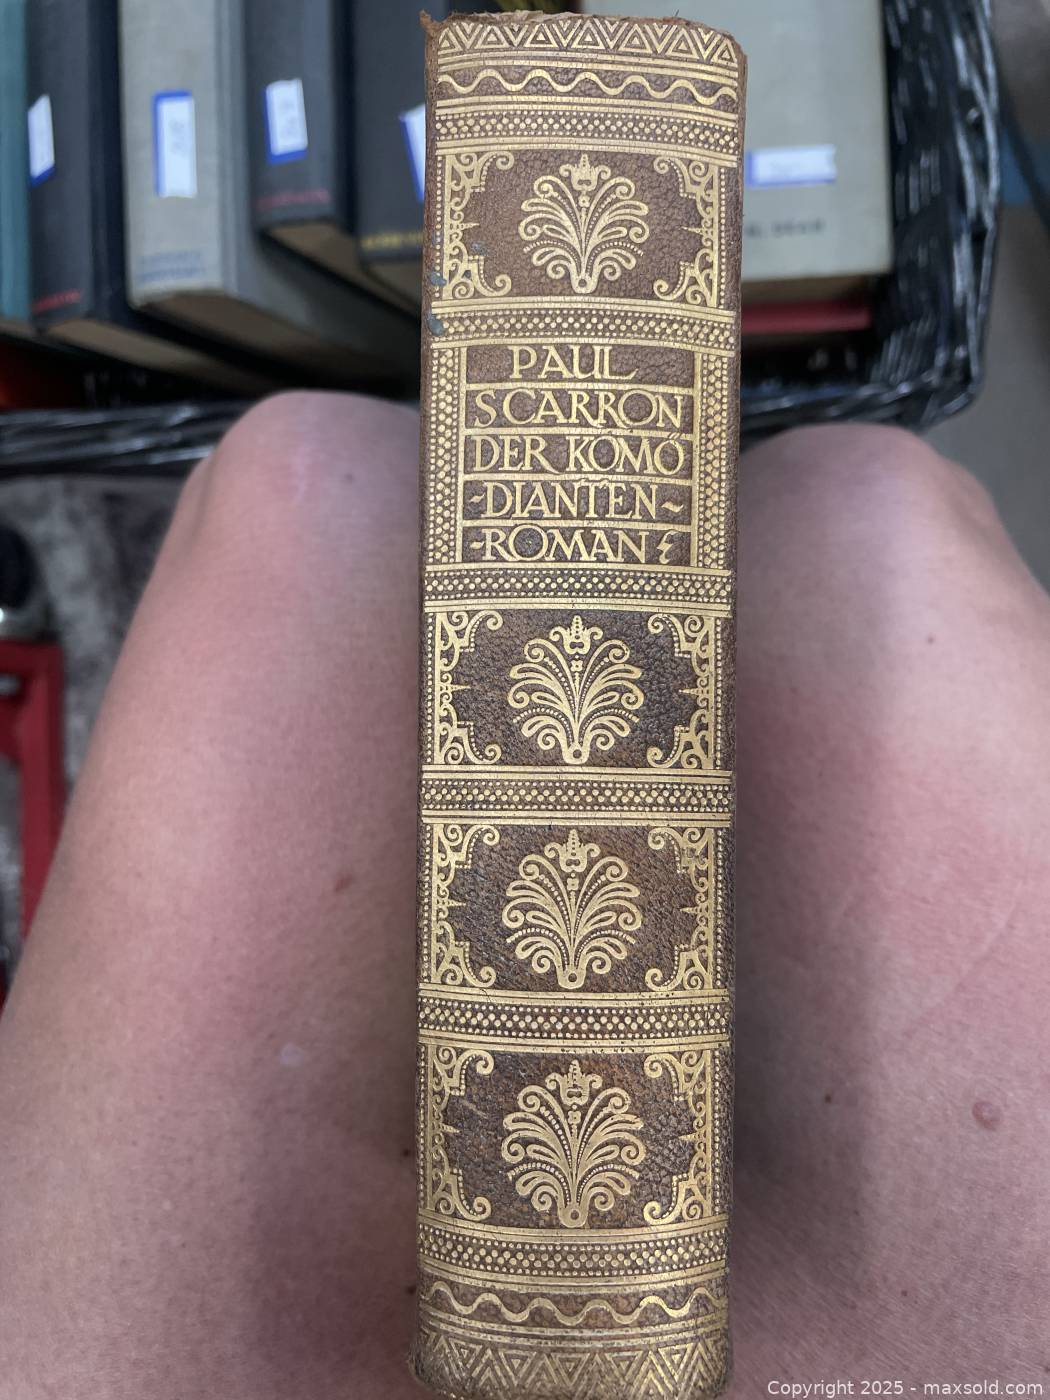 PAUL
SCARRON
DER KOMÖ
-DIANTEN-
-ROMAN
Copyright 2025 - maxsold.com